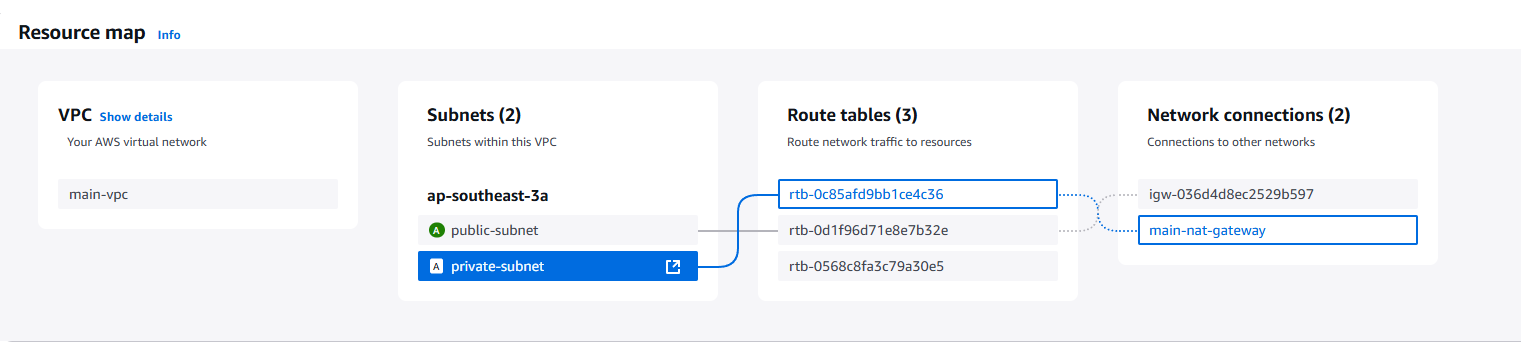 Resource map Info
VPC Show details
Your AWS virtual network
main-vpc
Subnets (2)
Subnets within this VPC
ap-southeast-3a
A public-subnet
A private-subnet
Route tables (3)
Route network traffic to resources
rtb-0c85afd9bb1ce4c36
rtb-0d1f96d71e8e7b32e
rtb-0568c8fa3c79a30e5
Network connections (2)
Connections to other networks
igw-036d4d8ec2529b597
main-nat-gateway